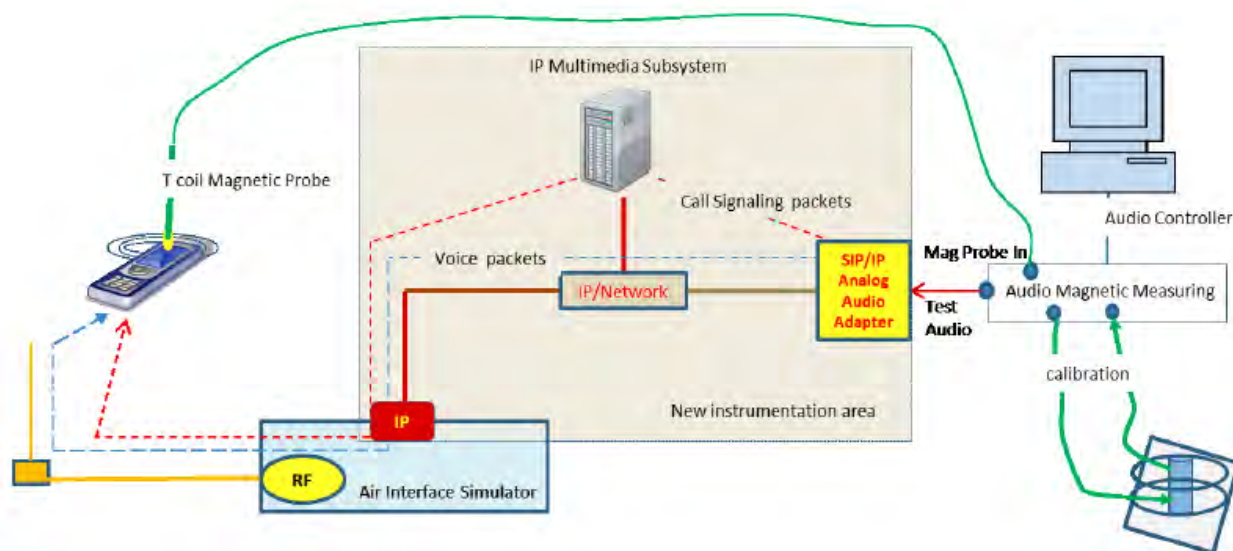 IP Multimedia Subsystem
T coil Magnetic Probe
Call Signaling packets
Audio Controller
Voice packets
Mag Probe In
SIP/IP
Analog
Audio
Adapter
IP/Network
Audio Magnetic Measuring
Test
Audio
calibration
New instrumentation area
IP
RF
Air Interface Simulator